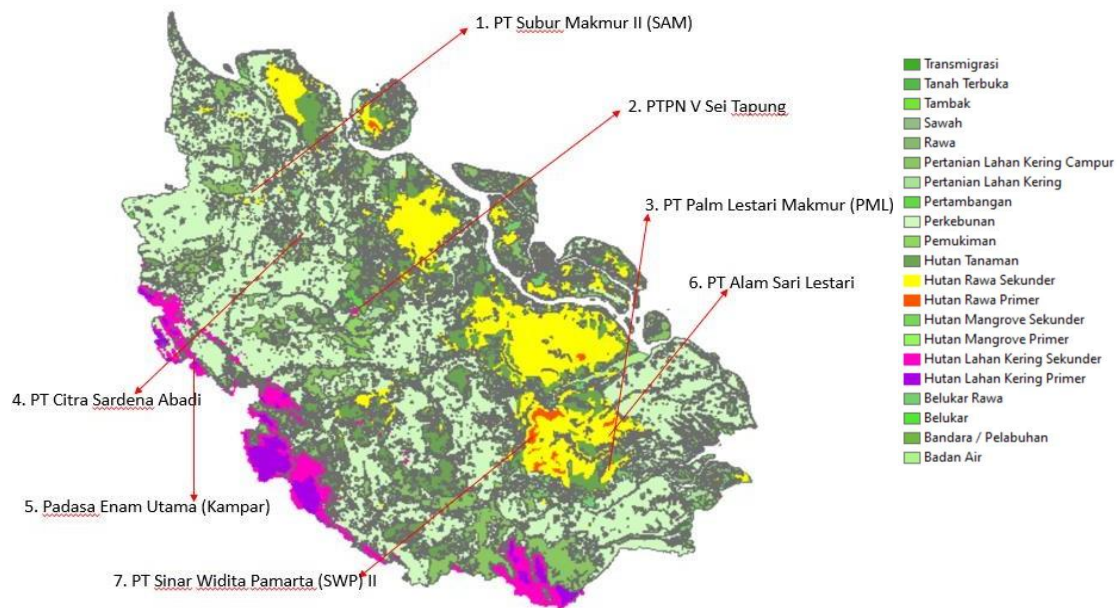 1. PT Subur Makmur II (SAM)
2. PTPN V Sei Tapung
3. PT Palm Lestari Makmur (PML)
6. PT Alam Sari Lestari
4. PT Citra Sardena Abadi
5. Padasa Enam Utama (Kampar)
7. PT Sinar Widita Pamarta (SWP) II
Transmigrasi
Tanah Terbuka
Tambak
Sawah
Rawa
Pertanian Lahan Kering Campur
Pertanian Lahan Kering
Pertambangan
Perkebunan
Pemukiman
Hutan Tanaman
Hutan Rawa Sekunder
Hutan Rawa Primer
Hutan Mangrove Sekunder
Hutan Mangrove Primer
Hutan Lahan Kering Sekunder
Hutan Lahan Kering Primer
Belukar Rawa
Belukar
Bandara / Pelabuhan
Badan Air